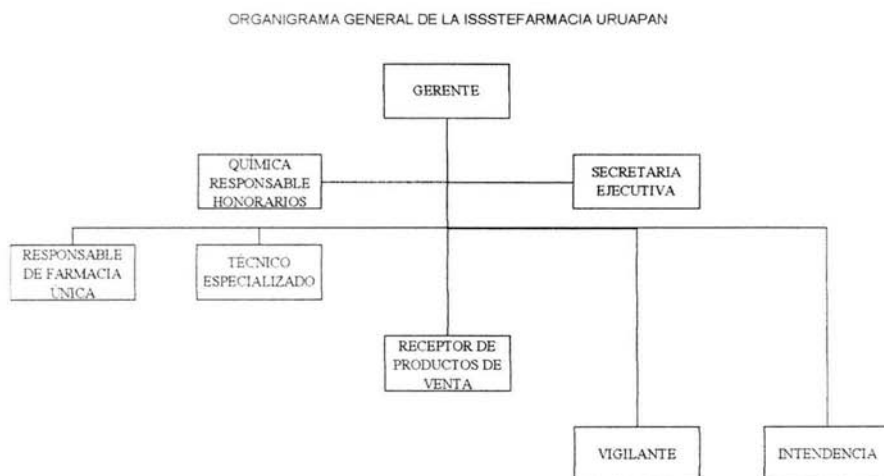 ORGANIGRAMA GENERAL DE LA ISSSTEFARMACIA URUAPAN
GERENTE
QUÍMICA
RESPONSABLE
HONORARIOS
SECRETARIA
EJECUTIVA
RESPONSABLE
DE FARMACIA
ÚNICA
TÉCNICO
ESPECIALIZADO
RECEPTOR DE
PRODUCTOS DE
VENTA
VIGILANTE
INTENDENCIA